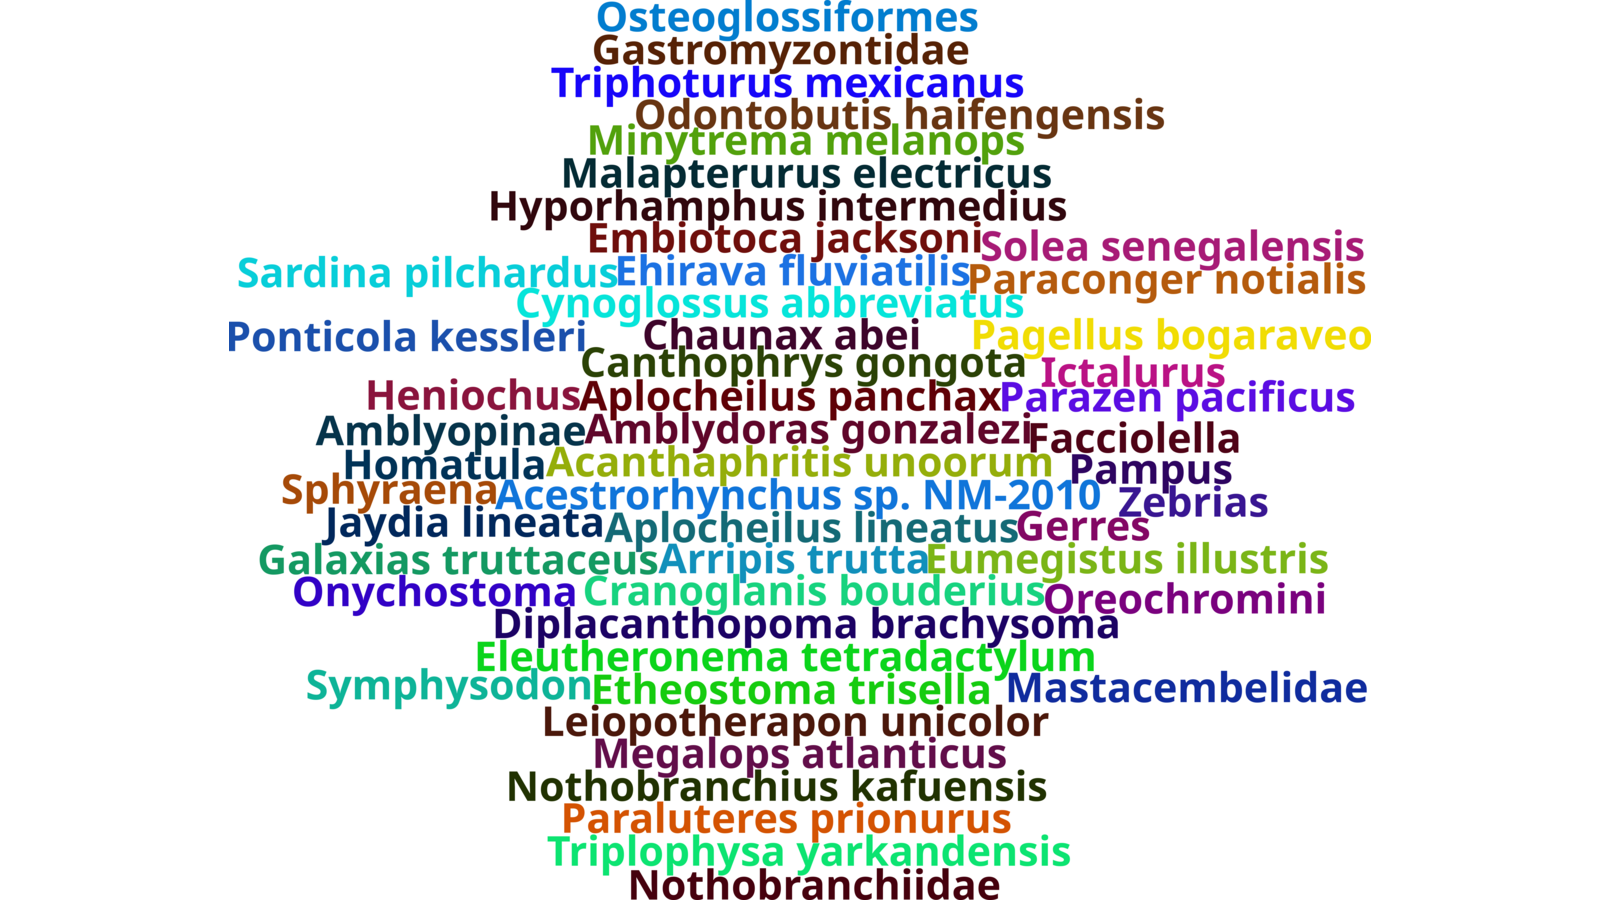 Osteoglossiformes
Gastromyzontidae
Triphoturus mexicanus
Odontobutis haifengensis
Minytrema melanops
Malapterurus electricus
Hyporhamphus intermedius
Embiotoca jacksoni
Solea senegalensis
Sardina pilchardus
Ehirava fluviatilis
Paraconger notialis
Cynoglossus abbreviatus
Ponticola kessleri
Chaunax abei
Pagellus bogaraveo
Canthophrys gongota
Ictalurus
Heniochus
Aplocheilus panchax
Parazen pacificus
Amblyopinae
Amblydoras gonzalezi
Facciolella
Homatula
Acanthaphritis unoorum
Pampus
Sphyraena
Acestrorhynchus sp. NM-2010
Zebrias
Jaydia lineata
Aplocheilus lineatus
Gerres
Galaxias truttaceus
Arripis trutta
Eumegistus illustris
Onychostoma
Cranoglanis bouderius
Oreochromini
Diplacanthopoma brachysoma
Eleutheronema tetradactylum
Symphysodon
Etheostoma trisella
Mastacembelidae
Leiopotherapon unicolor
Megalops atlanticus
Nothobranchius kafuensis
Paraluteres prionurus
Triplophysa yarkandensis
Nothobranchiidae